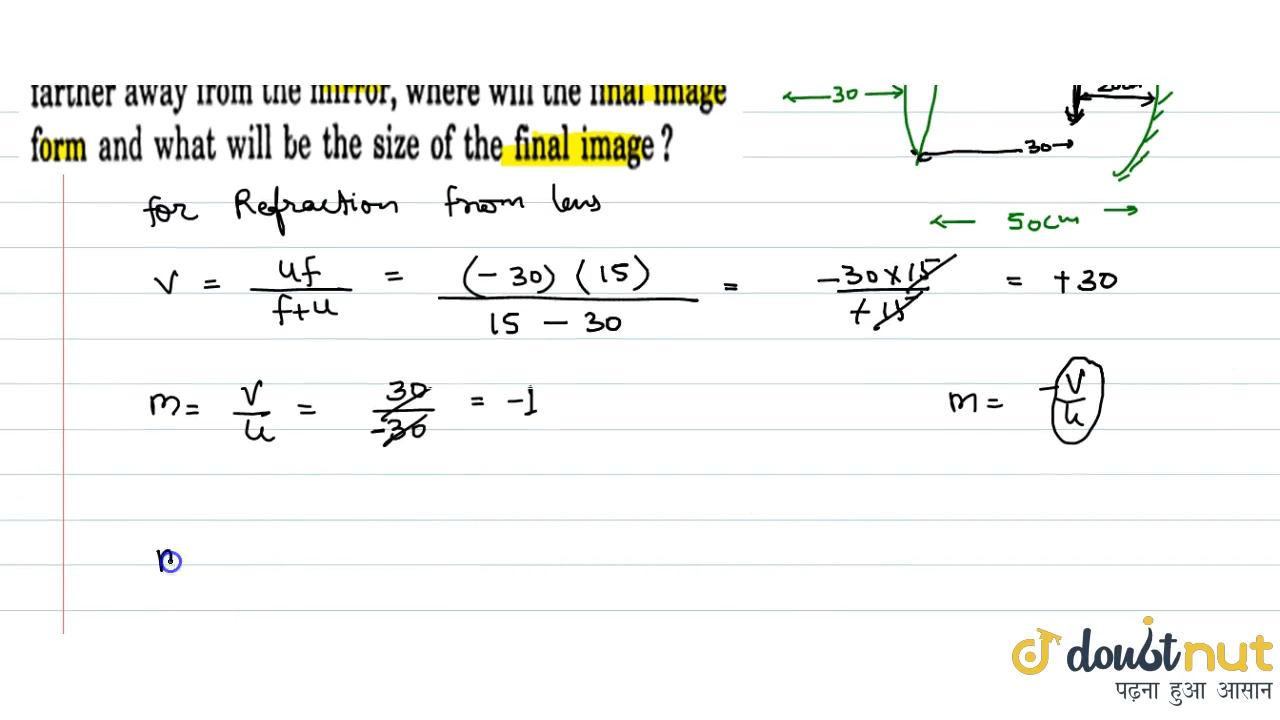 farther away from the mirror, where will the final image
form and what will be the size of the final image?
30
20cm
30
50cm
for Refraction from lens
v = uf / f+u = (-30) (15) / 15 - 30 = -30 × 15 / +15 = +30
m = v / u = 30 / -30 = -1
m = -v / u
doubtnut
पढ़ना हुआ आसान